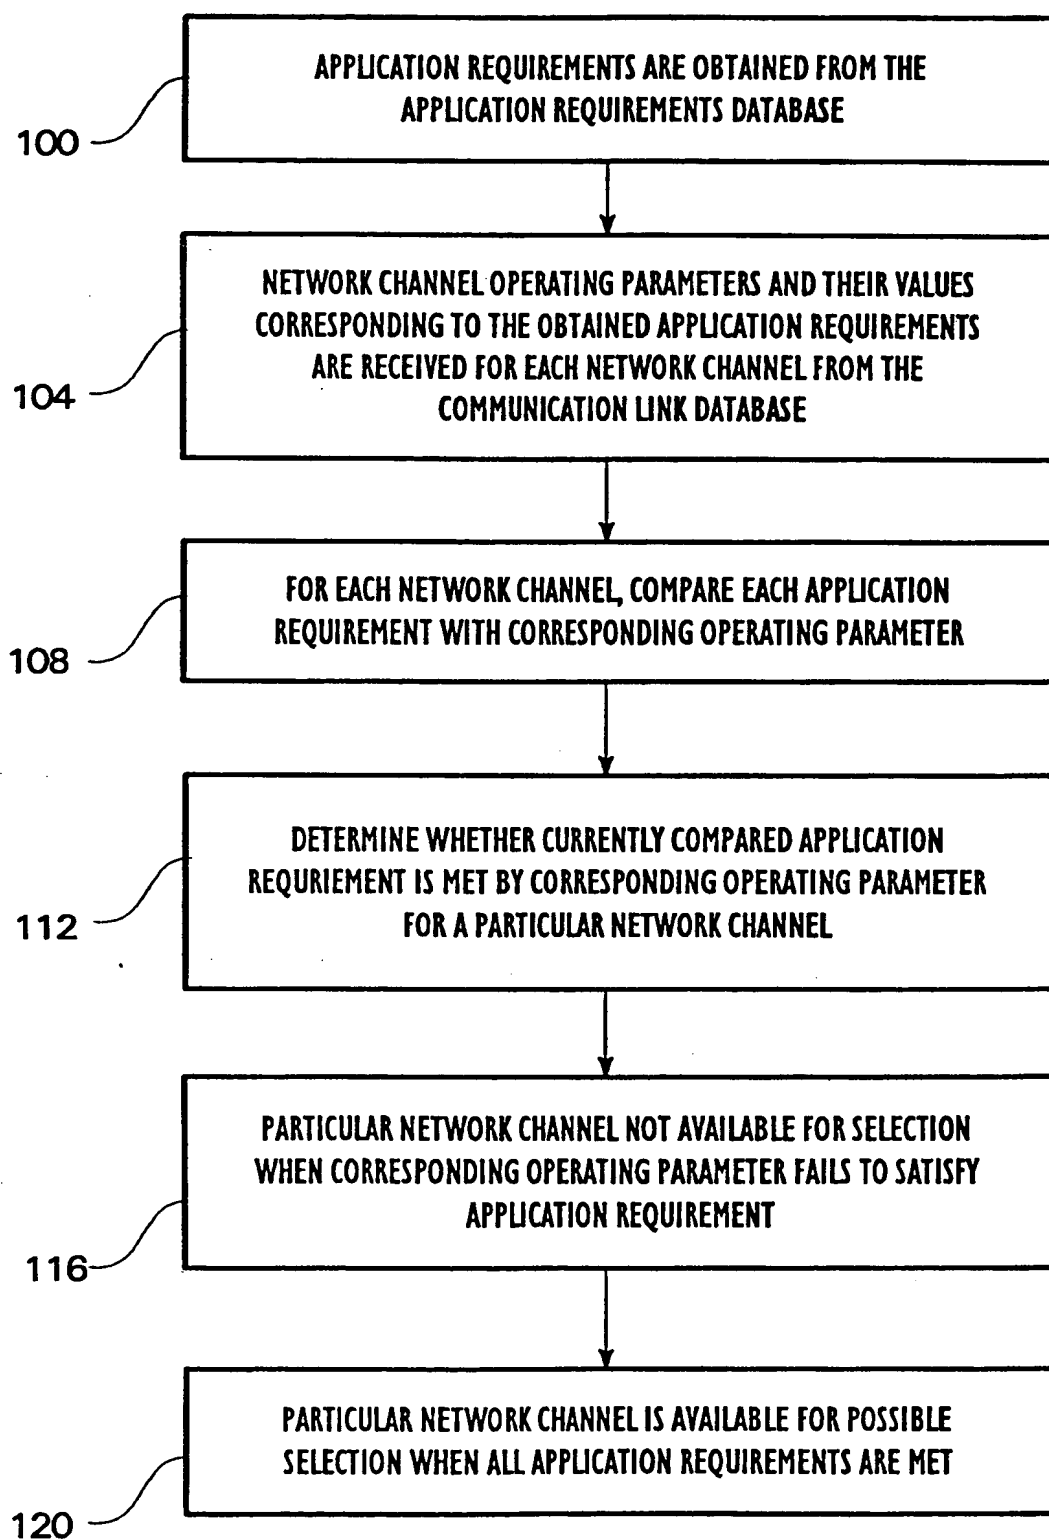 APPLICATION REQUIREMENTS ARE OBTAINED FROM THE
APPLICATION REQUIREMENTS DATABASE
100
NETWORK CHANNEL OPERATING PARAMETERS AND THEIR VALUES
CORRESPONDING TO THE OBTAINED APPLICATION REQUIREMENTS
ARE RECEIVED FOR EACH NETWORK CHANNEL FROM THE
COMMUNICATION LINK DATABASE
104
FOR EACH NETWORK CHANNEL, COMPARE EACH APPLICATION
REQUIREMENT WITH CORRESPONDING OPERATING PARAMETER
108
DETERMINE WHETHER CURRENTLY COMPARED APPLICATION
REQURIEMENT IS MET BY CORRESPONDING OPERATING PARAMETER
FOR A PARTICULAR NETWORK CHANNEL
112
PARTICULAR NETWORK CHANNEL NOT AVAILABLE FOR SELECTION
WHEN CORRESPONDING OPERATING PARAMETER FAILS TO SATISFY
APPLICATION REQUIREMENT
116
PARTICULAR NETWORK CHANNEL IS AVAILABLE FOR POSSIBLE
SELECTION WHEN ALL APPLICATION REQUIREMENTS ARE MET
120